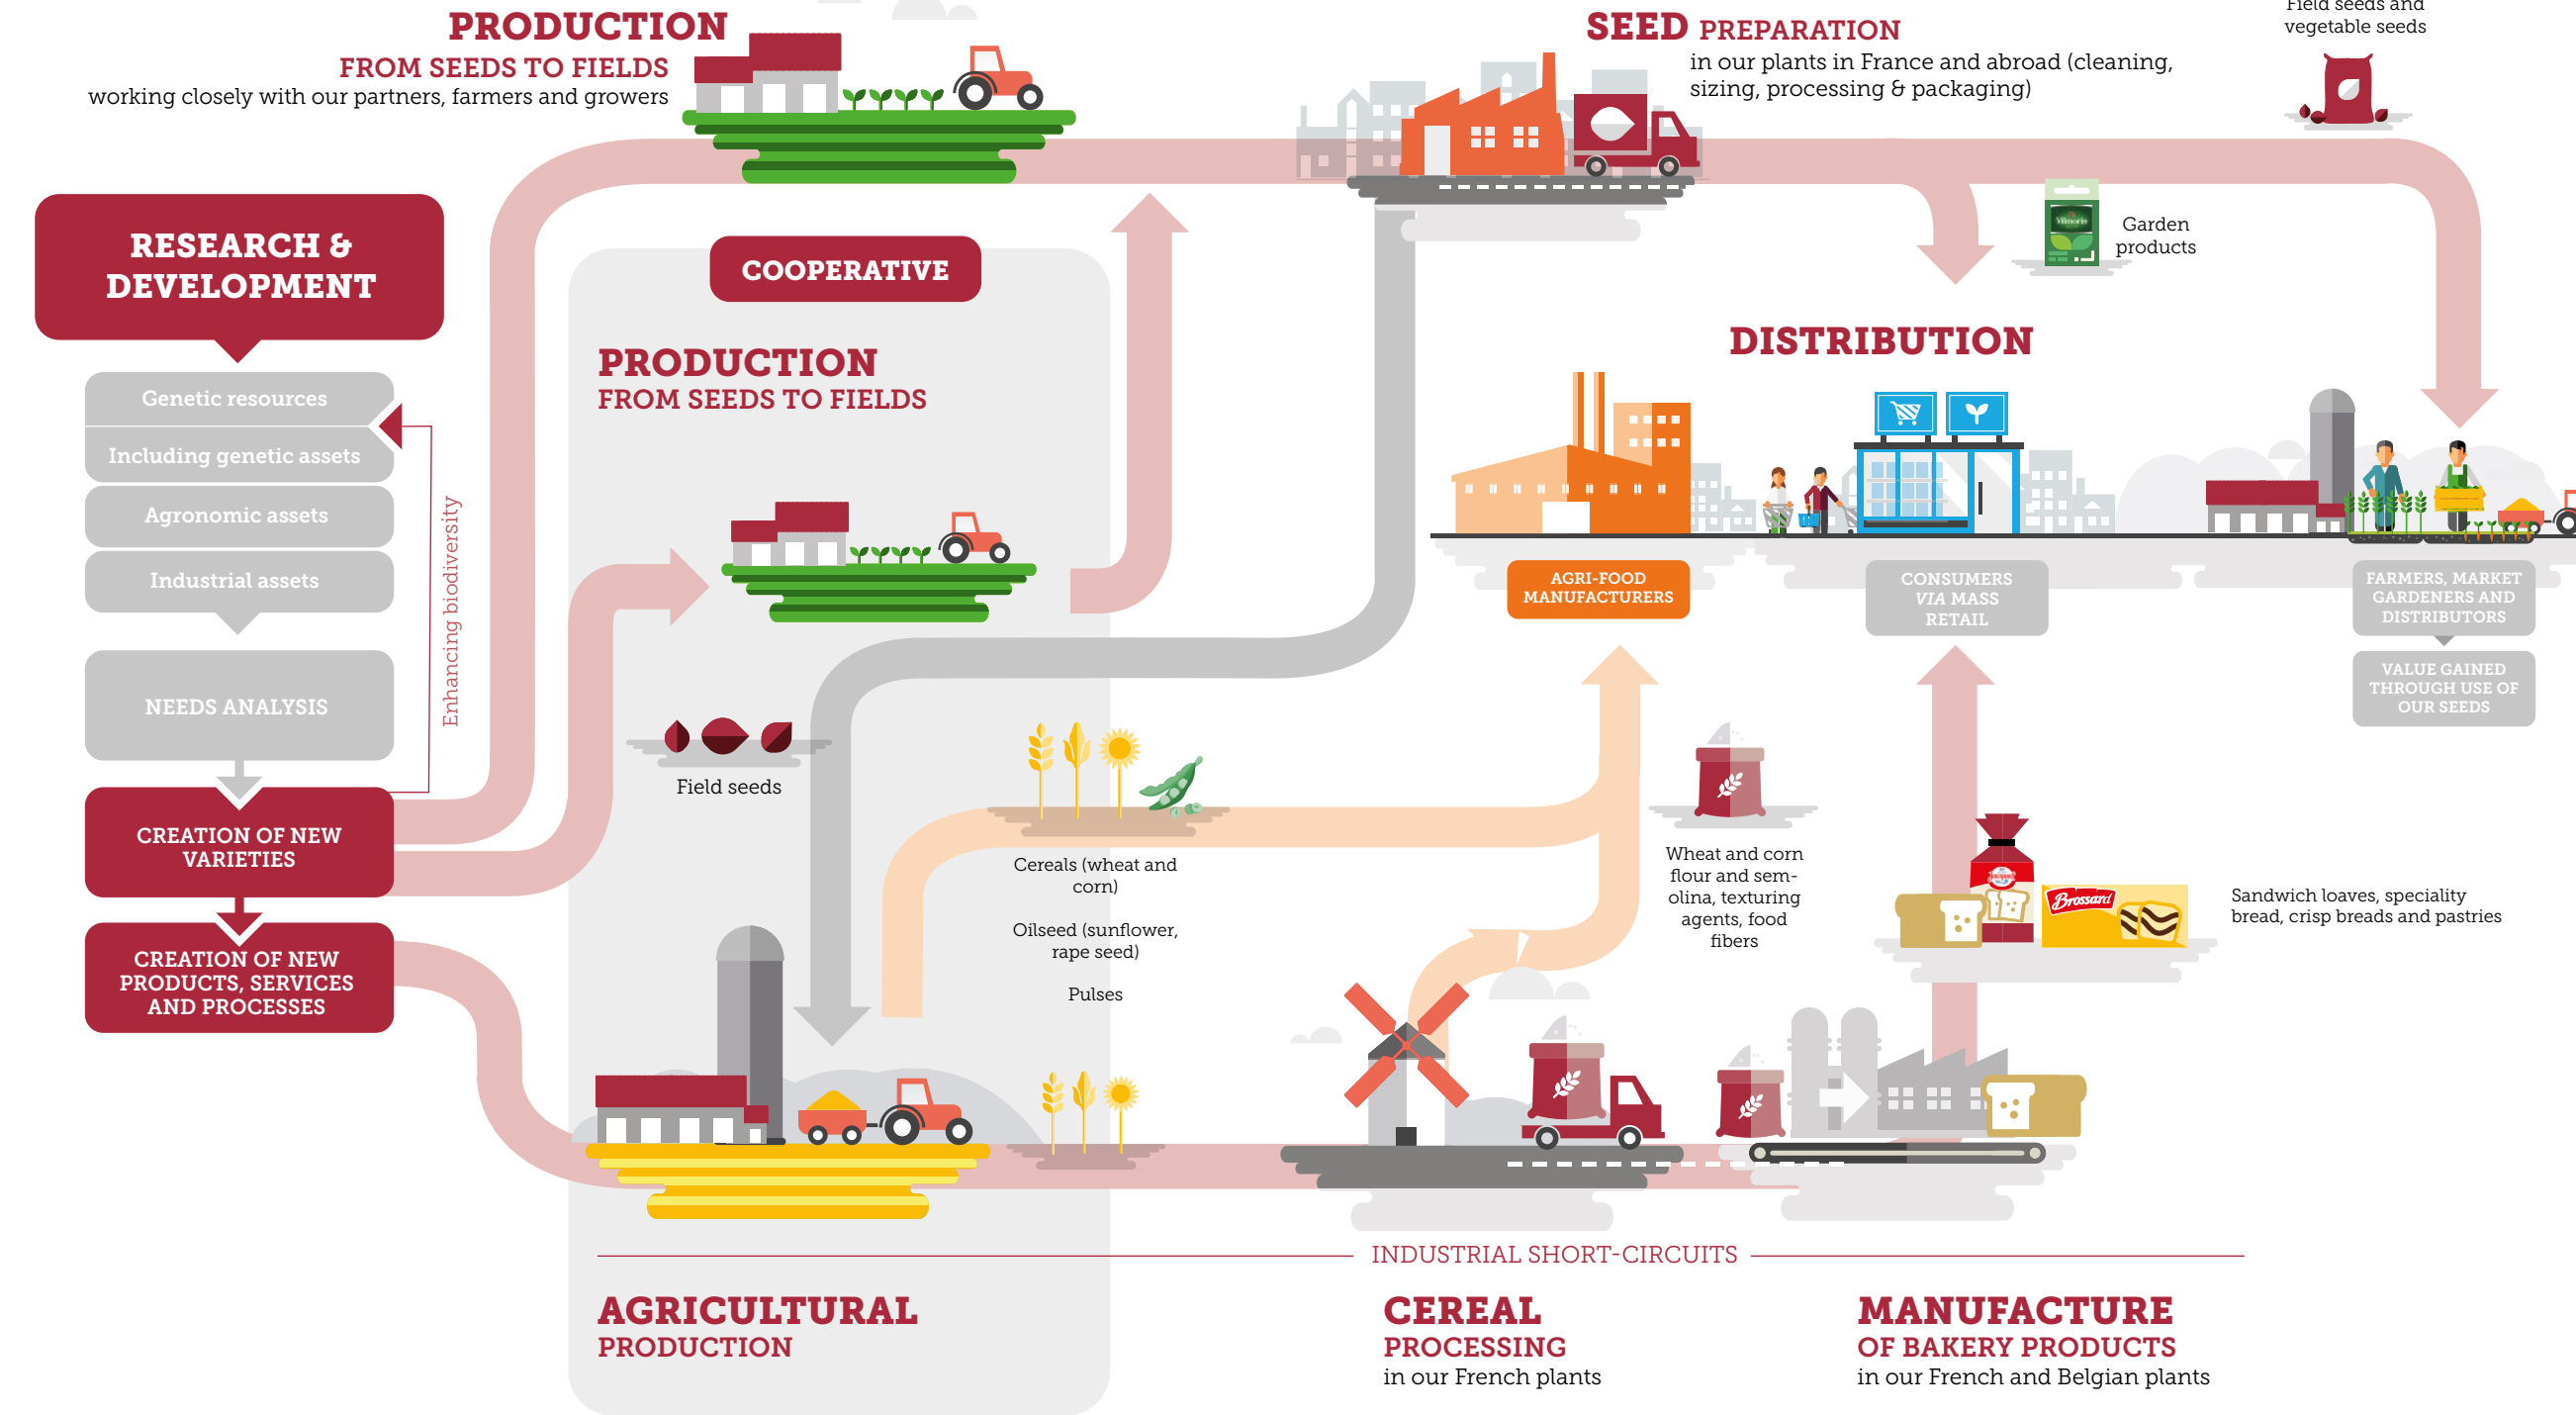 PRODUCTION
FROM SEEDS TO FIELDS
working closely with our partners, farmers and growers
SEED PREPARATION
in our plants in France and abroad (cleaning,
sizing, processing & packaging)
Field seeds and
vegetable seeds
RESEARCH &
DEVELOPMENT
Genetic resources
Including genetic assets
Agronomic assets
Industrial assets
NEEDS ANALYSIS
Enhancing biodiversity
CREATION OF NEW
VARIETIES
CREATION OF NEW
PRODUCTS, SERVICES
AND PROCESSES
COOPERATIVE
PRODUCTION
FROM SEEDS TO FIELDS
Field seeds
Cereals (wheat and
corn)
Oilseed (sunflower,
rape seed)
Pulses
Vilmorin
Garden
products
DISTRIBUTION
AGRI-FOOD
MANUFACTURERS
CONSUMERS
VIA MASS
RETAIL
FARMERS, MARKET
GARDENERS AND
DISTRIBUTORS
VALUE GAINED
THROUGH USE OF
OUR SEEDS
Wheat and corn
flour and sem-
olina, texturing
agents, food
fibers
Brossard
Sandwich loaves, speciality
bread, crisp breads and pastries
INDUSTRIAL SHORT-CIRCUITS
AGRICULTURAL
PRODUCTION
CEREAL
PROCESSING
in our French plants
MANUFACTURE
OF BAKERY PRODUCTS
in our French and Belgian plants